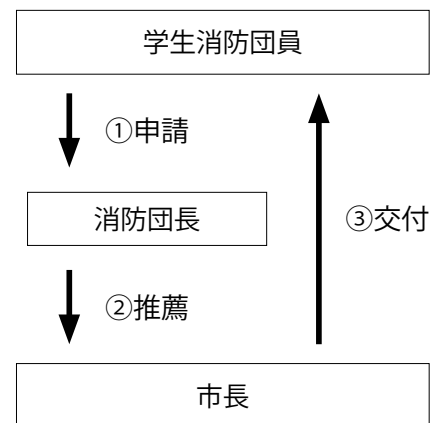 学生消防団員
①申請
消防団長
③交付
②推薦
市長